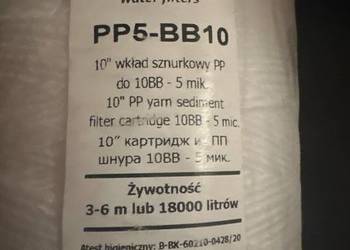 Water filters
PP5-BB10
10" wkład sznurkowy PP
do 10BB - 5 mik.
10" PP yarn sediment
filter cartridge 10BB - 5 mic.
10" картридж из ПП
шнура 10BB - 5 мик.
Żywotność
3-6 m lub 18000 litrów
Atest higieniczny: B-BK-60210-0428/20